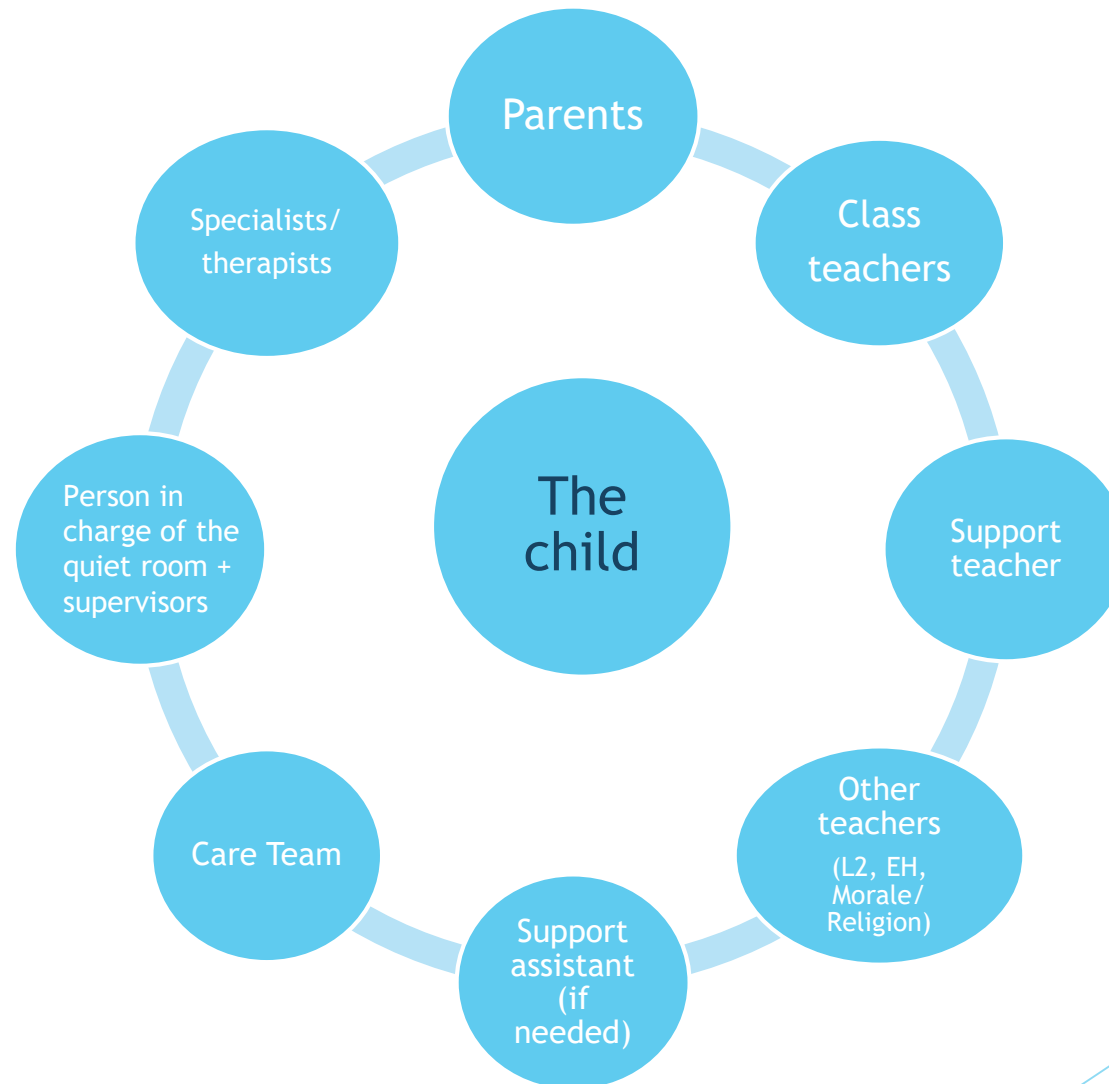 Parents
Class
teachers
Support
teacher
Other
teachers
(L2, EH,
Morale/
Religion)
Support
assistant
(if
needed)
Care Team
Person in
charge of the
quiet room +
supervisors
Specialists/
therapists
The
child